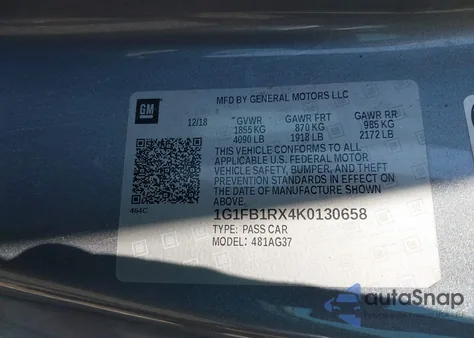 MFD BY GENERAL MOTORS LLC
GM
12/18 GVWR GAWR FRT GAWR RR
1855 KG 870 KG 985 KG
4090 LB 1918 LB 2172 LB
THIS VEHICLE CONFORMS TO ALL
APPLICABLE U.S. FEDERAL MOTOR
VEHICLE SAFETY, BUMPER, AND THEFT
PREVENTION STANDARDS IN EFFECT ON
THE DATE OF MANUFACTURE SHOWN
ABOVE.
464C
1G1FB1RX4K0130658
TYPE: PASS CAR
MODEL: 481AG37
autoSnap